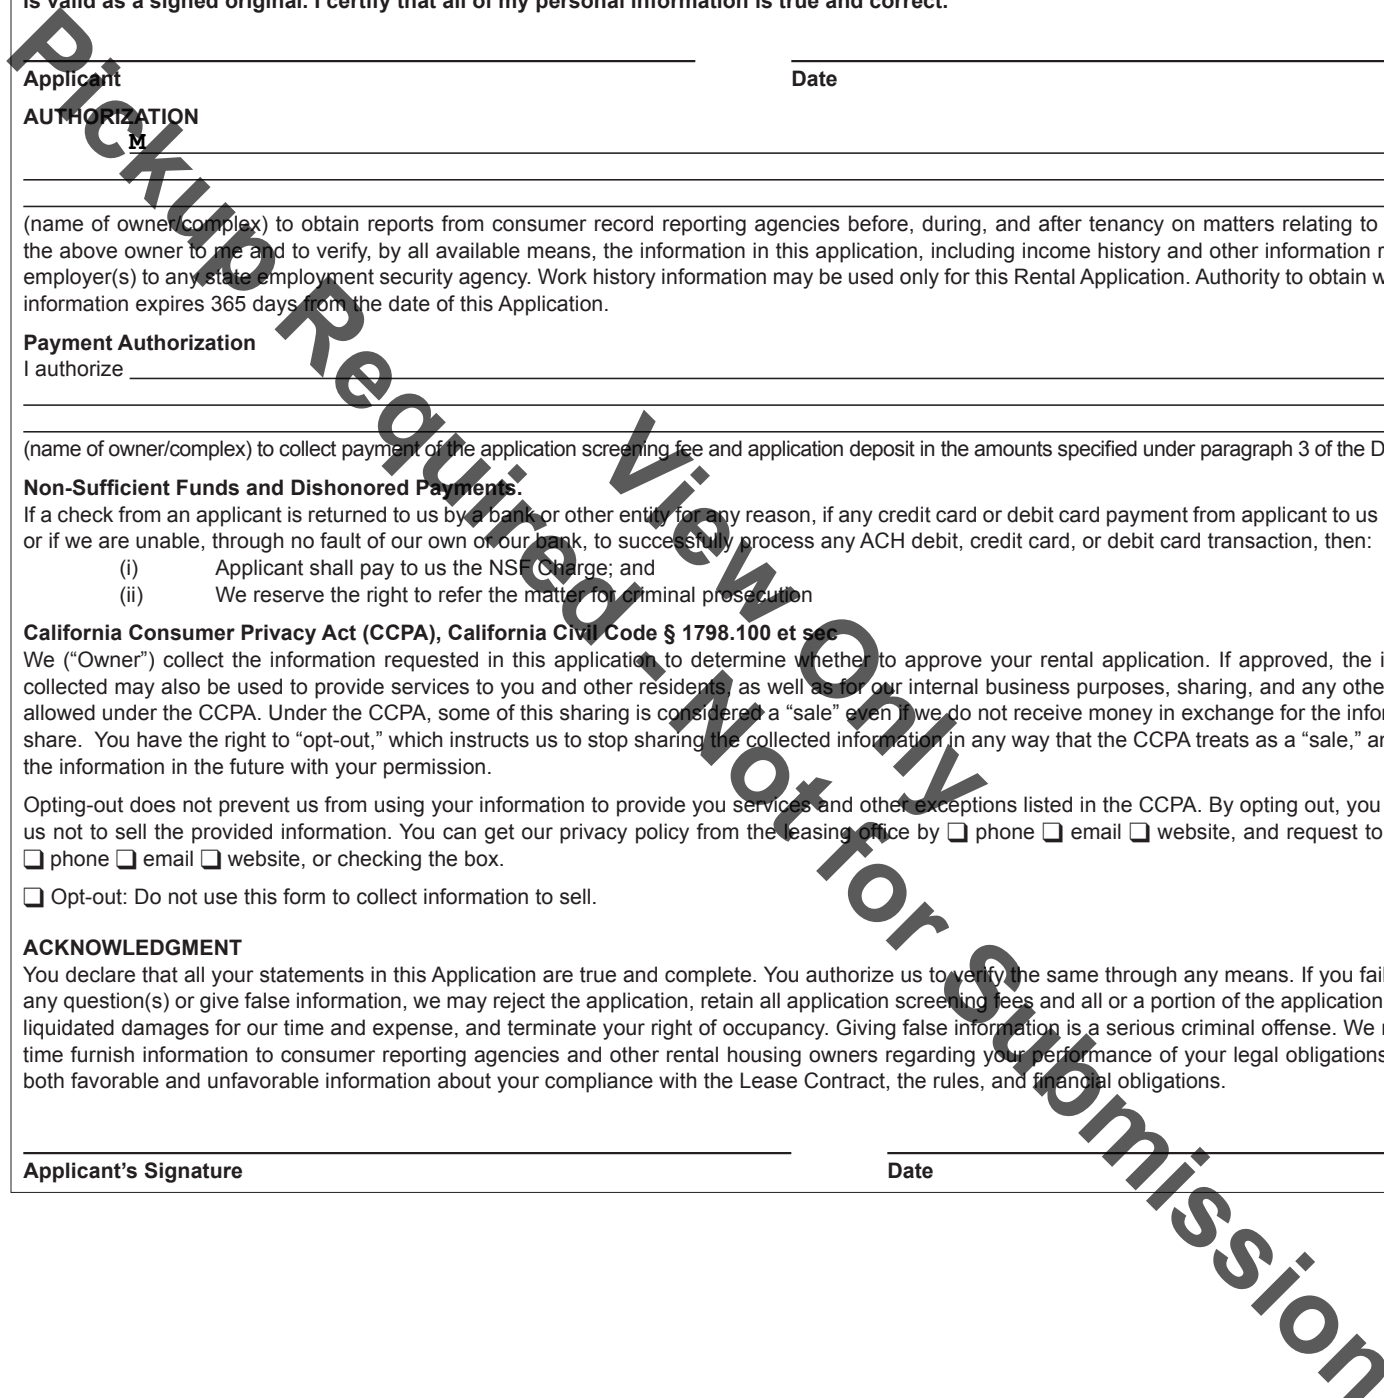 is valid as a signed original. I certify that all of my personal information is true and correct.
Applicant Date
AUTHORIZATION
M
(name of owner/complex) to obtain reports from consumer record reporting agencies before, during, and after tenancy on matters relating to
the above owner to me and to verify, by all available means, the information in this application, including income history and other information
employer(s) to any state employment security agency. Work history information may be used only for this Rental Application. Authority to obtain
information expires 365 days from the date of this Application.
Payment Authorization
I authorize
(name of owner/complex) to collect payment of the application screening fee and application deposit in the amounts specified under paragraph 3 of the D
Non-Sufficient Funds and Dishonored Payments.
If a check from an applicant is returned to us by a bank or other entity for any reason, if any credit card or debit card payment from applicant to us
or if we are unable, through no fault of our own or our bank, to successfully process any ACH debit, credit card, or debit card transaction, then:
(i) Applicant shall pay to us the NSF Charge; and
(ii) We reserve the right to refer the matter for criminal prosecution
California Consumer Privacy Act (CCPA), California Civil Code § 1798.100 et sec
We (“Owner”) collect the information requested in this application to determine whether to approve your rental application. If approved, the i
collected may also be used to provide services to you and other residents, as well as for our internal business purposes, sharing, and any othe
allowed under the CCPA. Under the CCPA, some of this sharing is considered a “sale” even if we do not receive money in exchange for the infor
share. You have the right to “opt-out,” which instructs us to stop sharing the collected information in any way that the CCPA treats as a “sale,” ar
the information in the future with your permission.
Opting-out does not prevent us from using your information to provide you services and other exceptions listed in the CCPA. By opting out, you
us not to sell the provided information. You can get our privacy policy from the leasing office by ❑ phone ❑ email ❑ website, and request to
❑ phone ❑ email ❑ website, or checking the box.
❑ Opt-out: Do not use this form to collect information to sell.
ACKNOWLEDGMENT
You declare that all your statements in this Application are true and complete. You authorize us to verify the same through any means. If you fail
any question(s) or give false information, we may reject the application, retain all application screening fees and all or a portion of the application
liquidated damages for our time and expense, and terminate your right of occupancy. Giving false information is a serious criminal offense. We
time furnish information to consumer reporting agencies and other rental housing owners regarding your performance of your legal obligations
both favorable and unfavorable information about your compliance with the Lease Contract, the rules, and financial obligations.
Applicant’s Signature Date
Pickup Required - Not for Submission
View Only